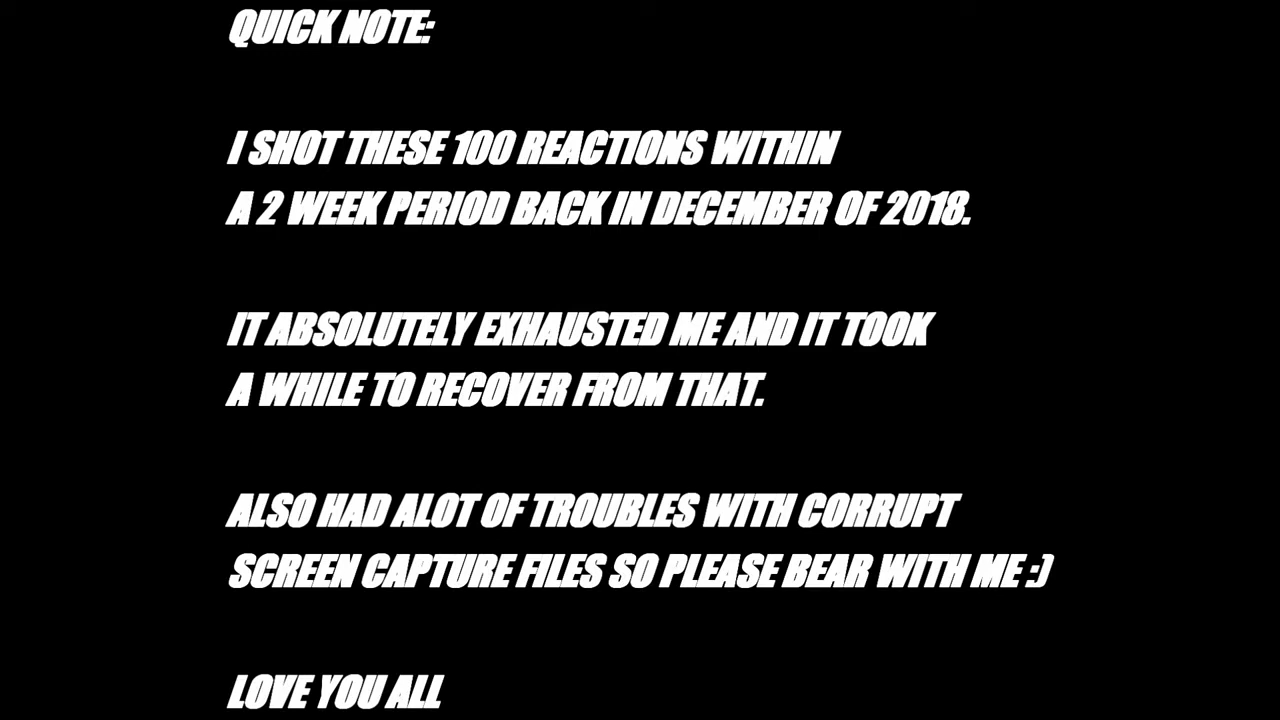 QUICK NOTE:
I SHOT THESE 100 REACTIONS WITHIN
A 2 WEEK PERIOD BACK IN DECEMBER OF 2018.
IT ABSOLUTELY EXHAUSTED ME AND IT TOOK
A WHILE TO RECOVER FROM THAT.
ALSO HAD ALOT OF TROUBLES WITH CORRUPT
SCREEN CAPTURE FILES SO PLEASE BEAR WITH ME :)
LOVE YOU ALL